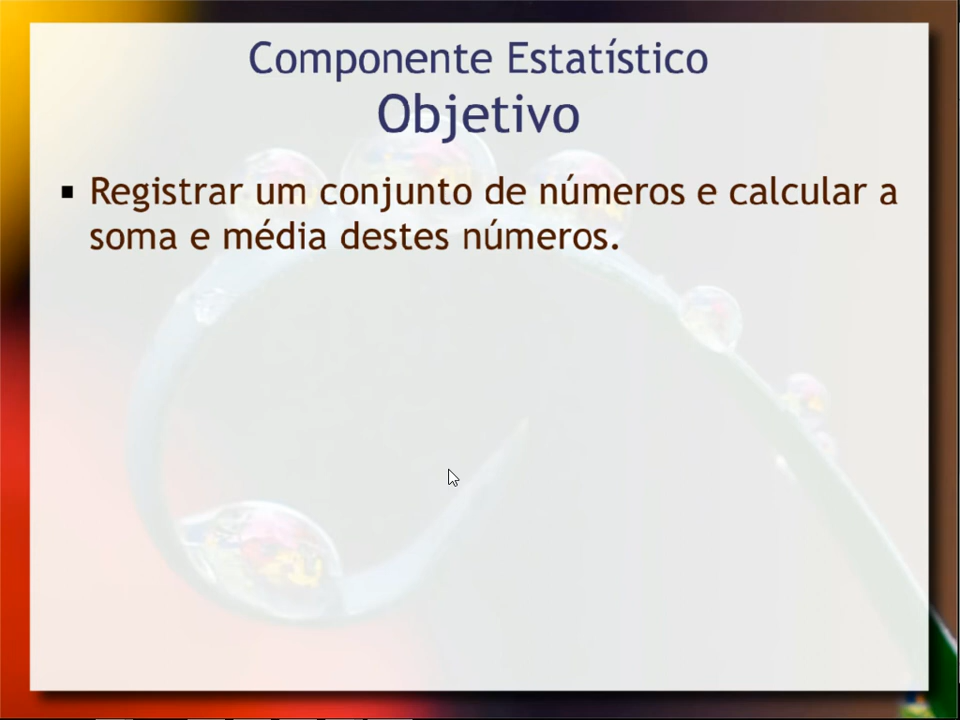 Componente Estatístico
Objetivo
▪ Registrar um conjunto de números e calcular a
soma e média destes números.